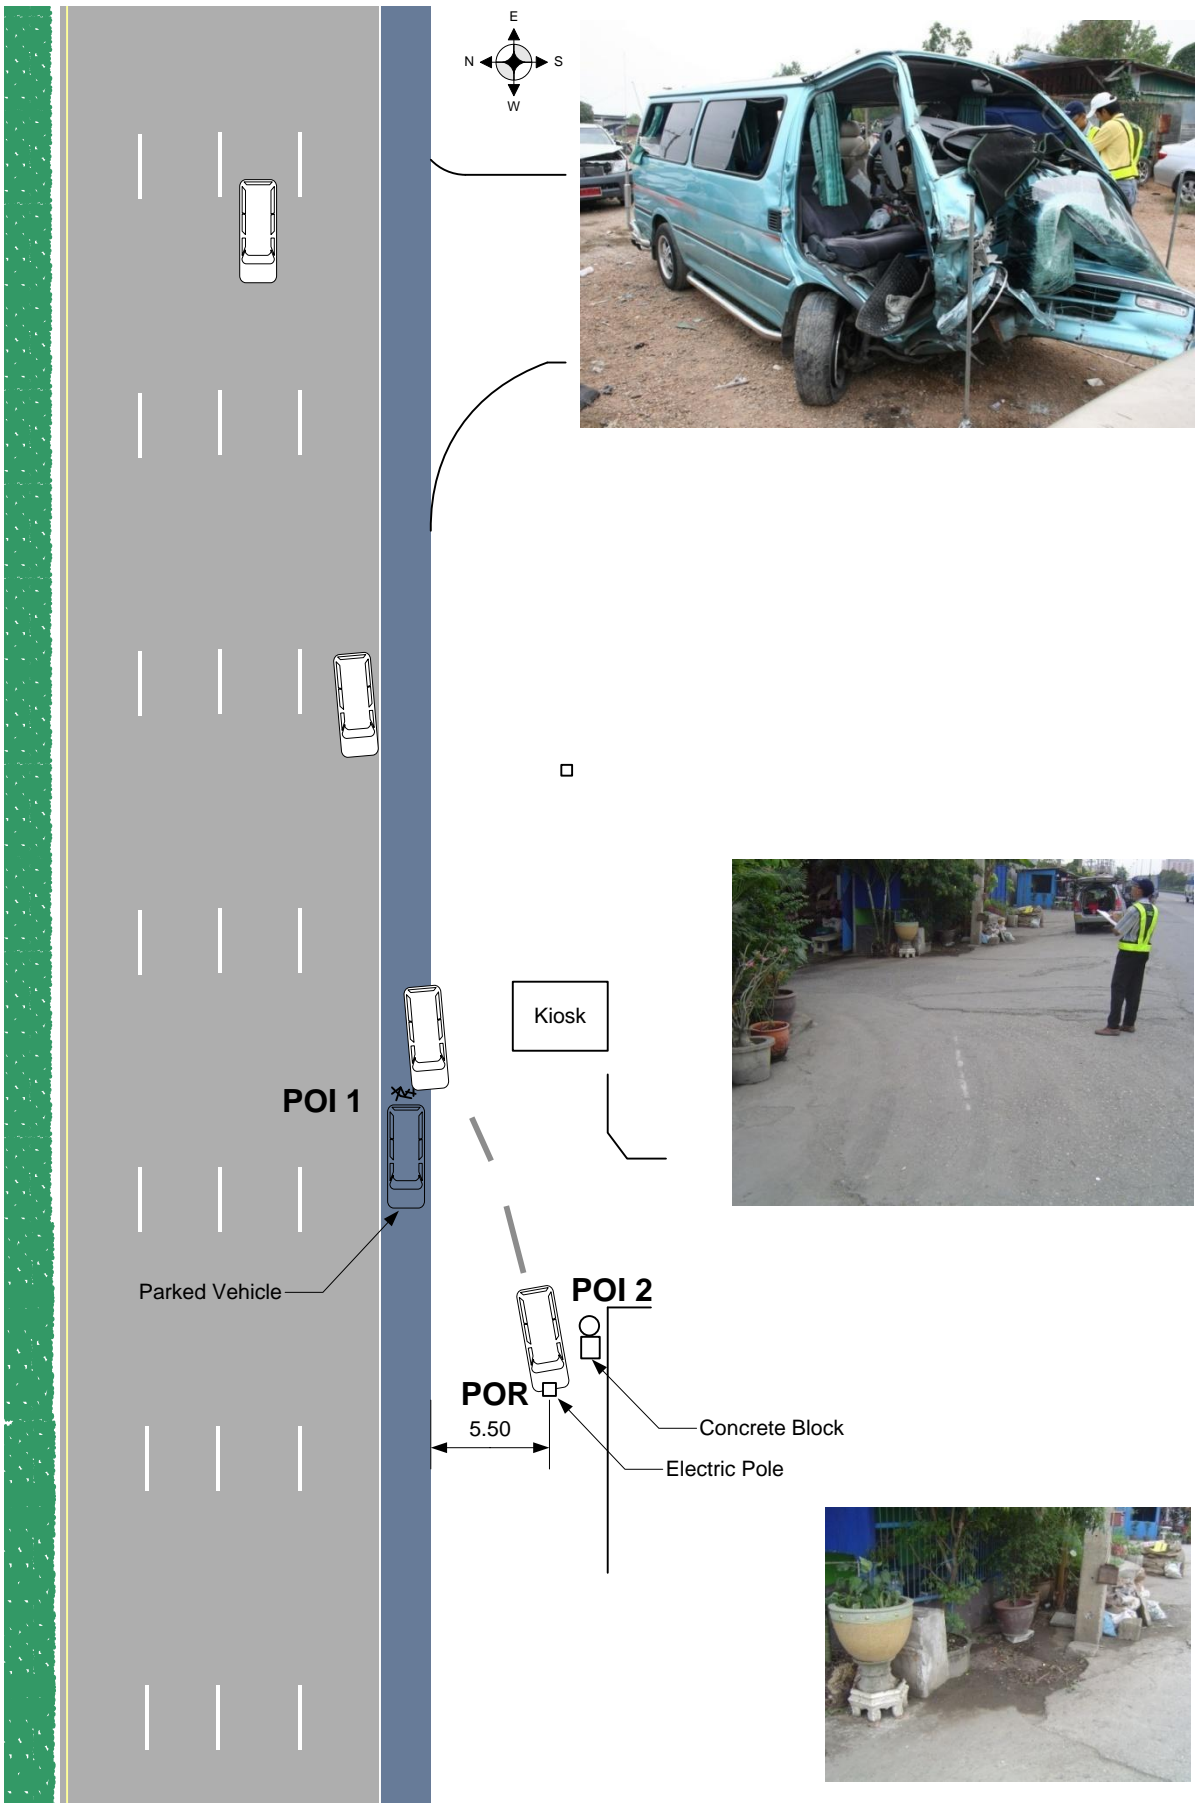 E
N
S
W
Kiosk
POI 1
Parked Vehicle
POI 2
POR
5.50
Concrete Block
Electric Pole